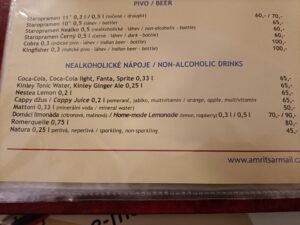 PIVO / BEER
Staropramen 11° 0,3 l / 0,5 l (točené / draught) 60,- / 70,-
Staropramen 10° 0,5 l 65,-
Staropramen Nealko 0,5 l (nealkoholické - láhev / non-alcoholic - bottle) 65,-
Staropramen Černý 0,5 l (černé - láhev / dark - bottle) 65,-
Cobra 0,3 l (indické pivo - láhev / Indian beer - bottle) 100,-
Kingfisher 0,3 l (indické pivo - láhev / Indian beer - bottle) 100,-
NEALKOHOLICKÉ NÁPOJE / NON-ALCOHOLIC DRINKS
Coca-Cola, Coca-Cola light, Fanta, Sprite 0,33 l 65,-
Kinley Tonic Water, Kinley Ginger Ale 0,25 l 65,-
Nestea Lemon 0,2 l 65,-
Cappy džus / Cappy Juice 0,2 l pomeranč, jablko, multivitamin / orange, apple, multivitamin 65,-
Mattoni 0,33 l (minerální voda / mineral water) 50,-
Domácí limonáda (citronová, malinová) / Home-made Lemonade (lemon, raspberry) 0,3 l / 0,5 l 70,- / 90,-
Romerquelle 0,75 l 80,-
Natura 0,25 l perlivá, neperlivá / sparkling, non-sparkling 45,-
www.amritsarmail.cz